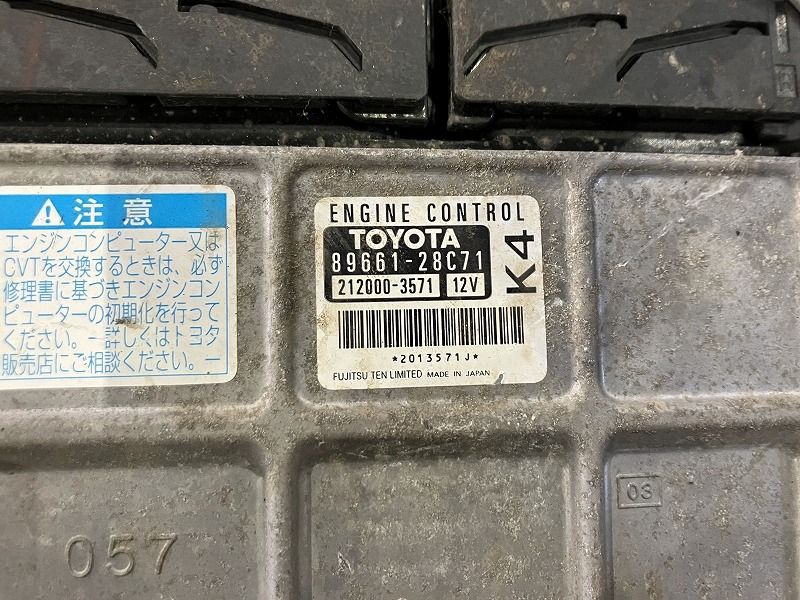 ⚠注意
エンジンコンピューター又は
CVTを交換するときは、必ず
修理書に基づきエンジンコン
ピューターの初期化を行って
ください。一詳しくはトヨタ
販売店にご相談ください。一
ENGINE CONTROL
TOYOTA
89661-28C71
212000-3571 12V
K4
*2013571J*
FUJITSU TEN LIMITED MADE IN JAPAN
03
057